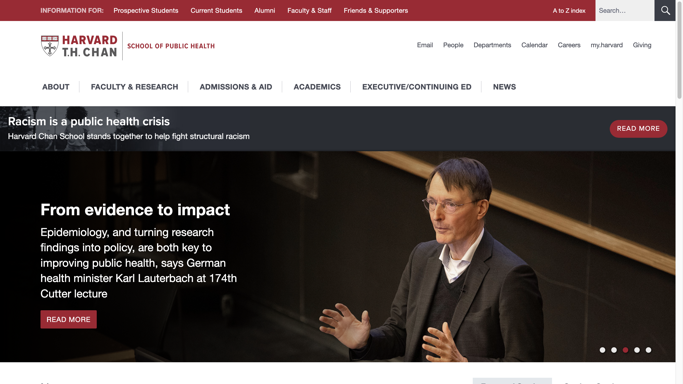 INFORMATION FOR: Prospective Students Current Students Alumni Faculty & Staff Friends & Supporters A to Z index Search...
HARVARD
T.H. CHAN
SCHOOL OF PUBLIC HEALTH
Email People Departments Calendar Careers my.harvard Giving
ABOUT FACULTY & RESEARCH ADMISSIONS & AID ACADEMICS EXECUTIVE/CONTINUING ED NEWS
Racism is a public health crisis
Harvard Chan School stands together to help fight structural racism
READ MORE
From evidence to impact
Epidemiology, and turning research
findings into policy, are both key to
improving public health, says German
health minister Karl Lauterbach at 174th
Cutter lecture
READ MORE